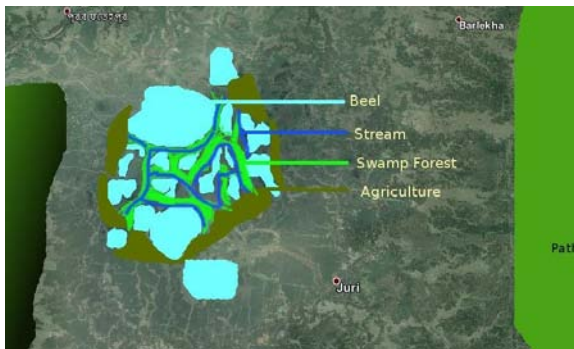 Barlekha
Beel
Stream
Swamp Forest
Agriculture
Path
Juri